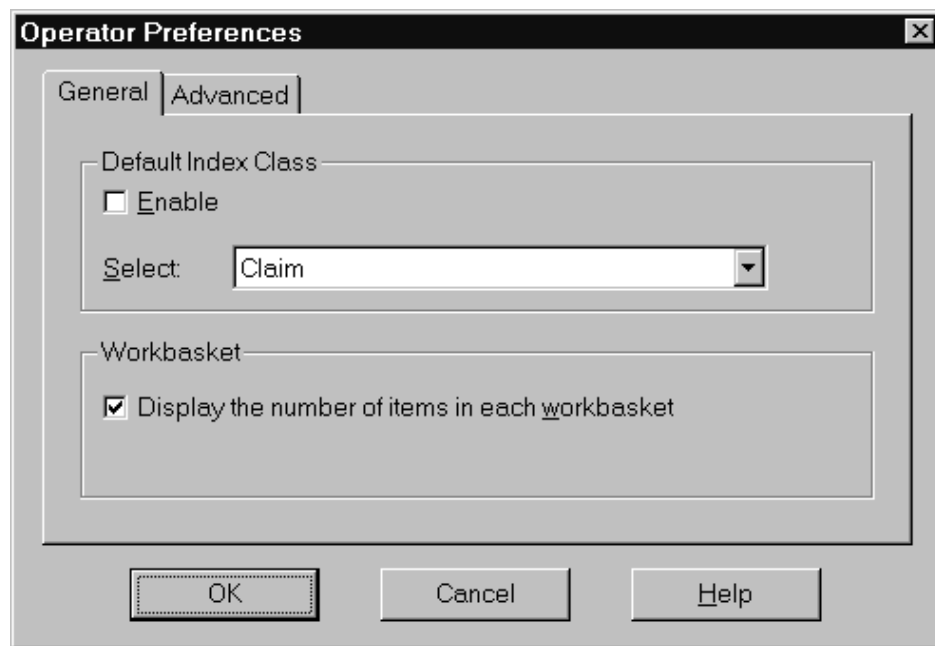 Operator Preferences
General Advanced
Default Index Class
Enable
Select: Claim
Workbasket
Display the number of items in each workbasket
OK Cancel Help